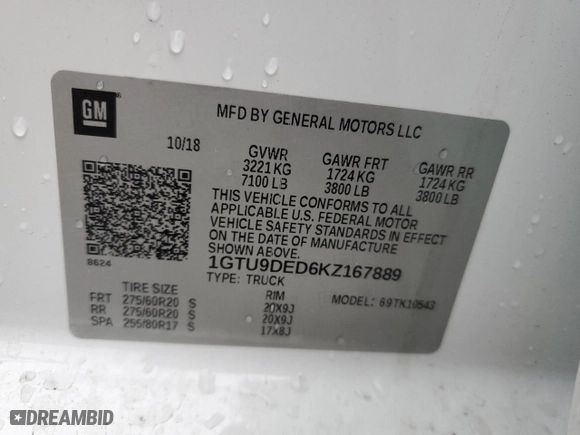 GM
MFD BY GENERAL MOTORS LLC
10/18
GVWR GAWR FRT GAWR RR
3221 KG 1724 KG 1724 KG
7100 LB 3800 LB 3800 LB
THIS VEHICLE CONFORMS TO ALL
APPLICABLE U.S. FEDERAL MOTOR
VEHICLE SAFETY STANDARDS IN EFFECT
ON THE DATE OF MANUFACTURE
SHOWN ABOVE
8624
1GTU9DED6KZ167889
TYPE: TRUCK
TIRE SIZE RIM MODEL: 69TK10543
FRT 275/60R20 S 20X9J
RR 275/60R20 S 20X9J
SPA 255/80R17 S 17X8J
DREAMBID